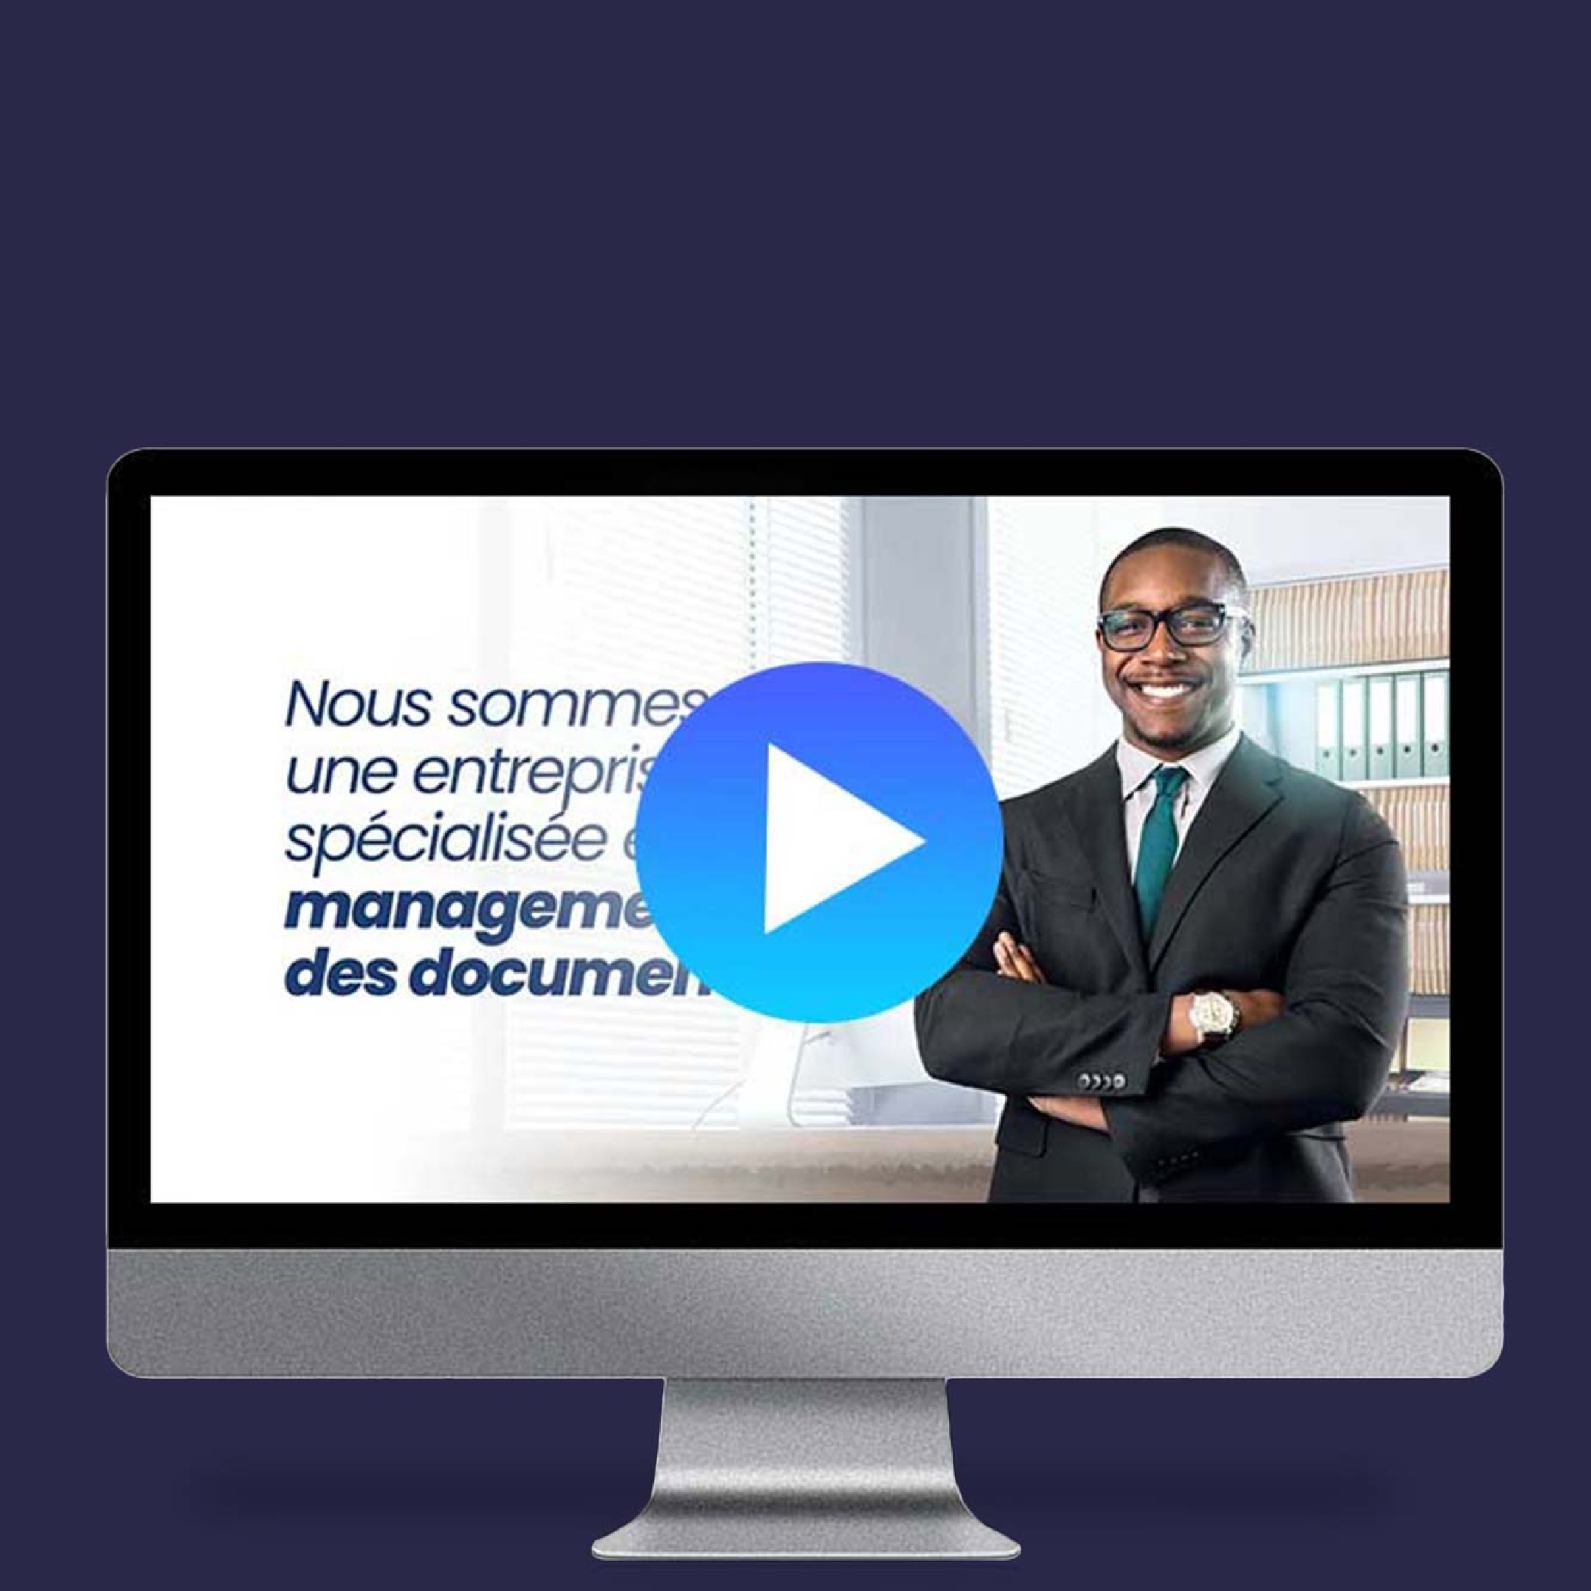 Nous sommes
une entrepris
spécialisée e
manageme
des documen